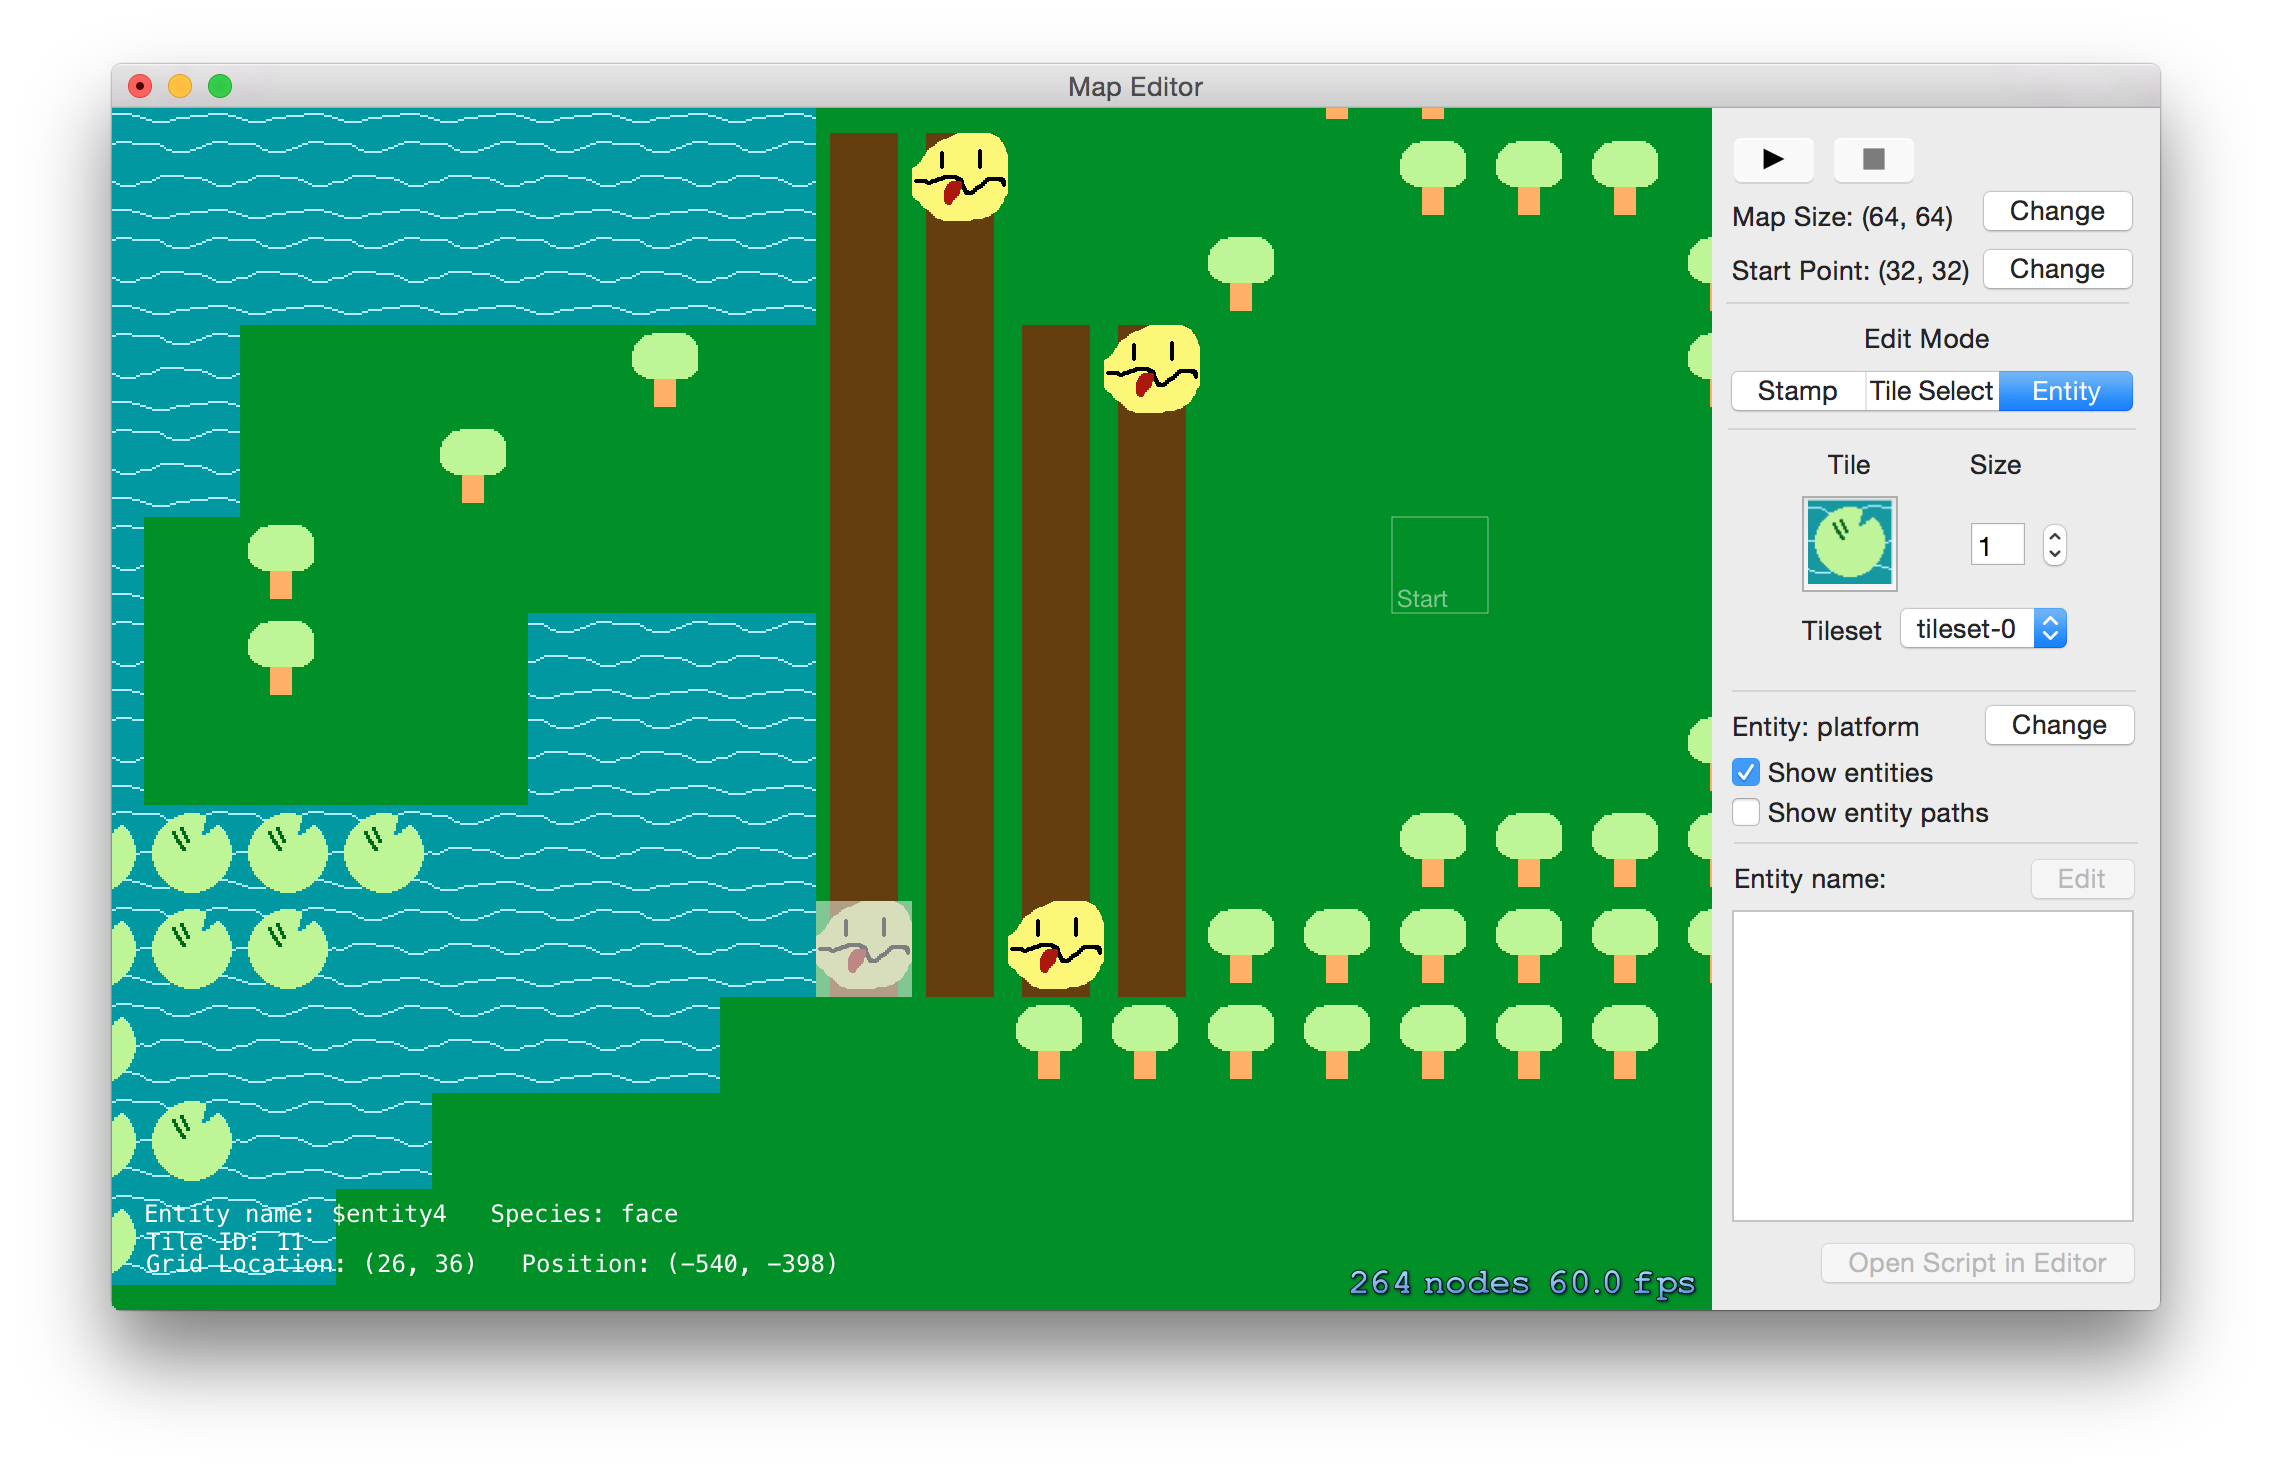 Map Editor
Map Size: (64, 64)
Change
Start Point: (32, 32)
Change
Edit Mode
Stamp
Tile Select
Entity
Tile
Size
1
Start
Tileset
tileset-0
Entity: platform
Change
Show entities
Show entity paths
Entity name:
Edit
Entity name: $entity4 Species: face
Tile ID: 11
Grid Location: (26, 36) Position: (-540, -398)
264 nodes 60.0 fps
Open Script in Editor